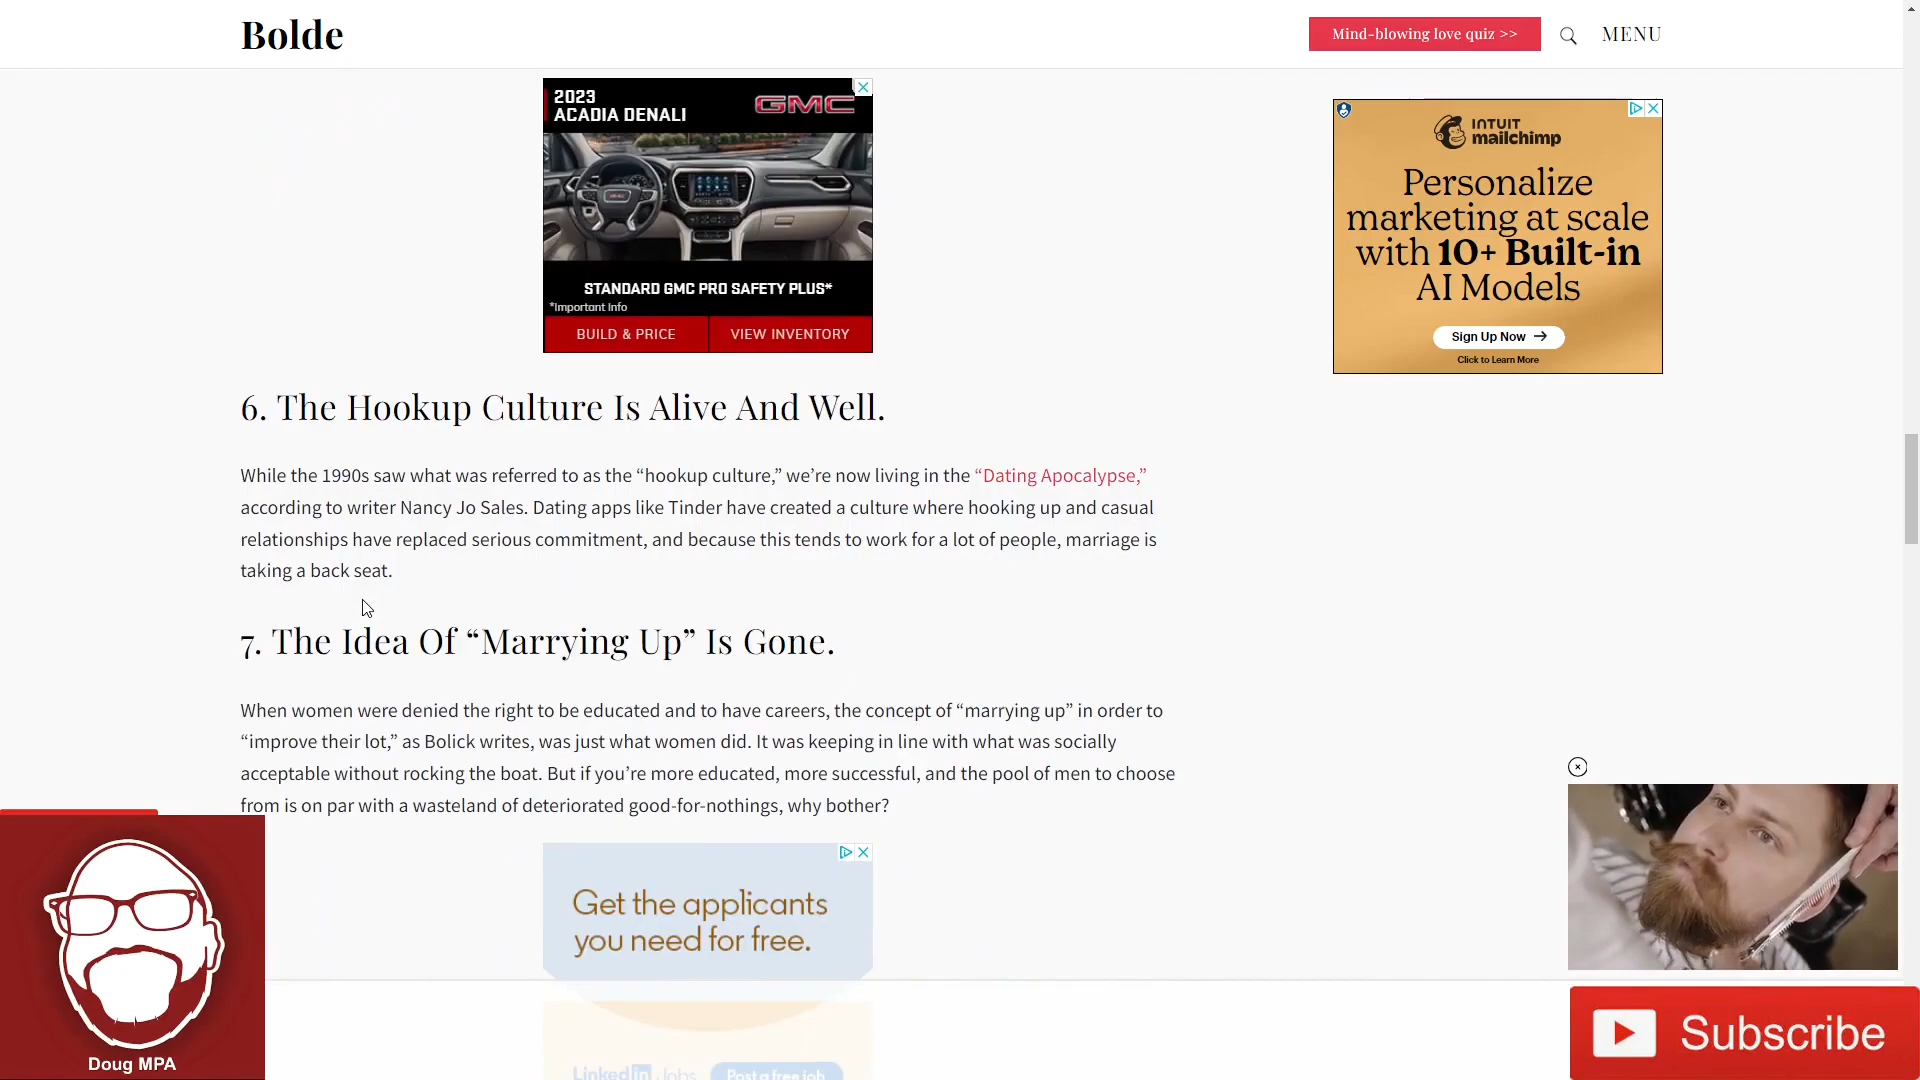 Bolde
Mind-blowing love quiz >>
MENU
2023
ACADIA DENALI
GMC
STANDARD GMC PRO SAFETY PLUS*
*Important Info
BUILD & PRICE
VIEW INVENTORY
INTUIT
mailchimp
Personalize
marketing at scale
with 10+ Built-in
AI Models
Sign Up Now →
Click to Learn More
6. The Hookup Culture Is Alive And Well.
While the 1990s saw what was referred to as the “hookup culture,” we’re now living in the “Dating Apocalypse,”
according to writer Nancy Jo Sales. Dating apps like Tinder have created a culture where hooking up and casual
relationships have replaced serious commitment, and because this tends to work for a lot of people, marriage is
taking a back seat.
7. The Idea Of “Marrying Up” Is Gone.
When women were denied the right to be educated and to have careers, the concept of “marrying up” in order to
“improve their lot,” as Bolick writes, was just what women did. It was keeping in line with what was socially
acceptable without rocking the boat. But if you’re more educated, more successful, and the pool of men to choose
from is on par with a wasteland of deteriorated good-for-nothings, why bother?
Get the applicants
you need for free.
LinkedIn Jobs
Post a free job
Doug MPA
Subscribe